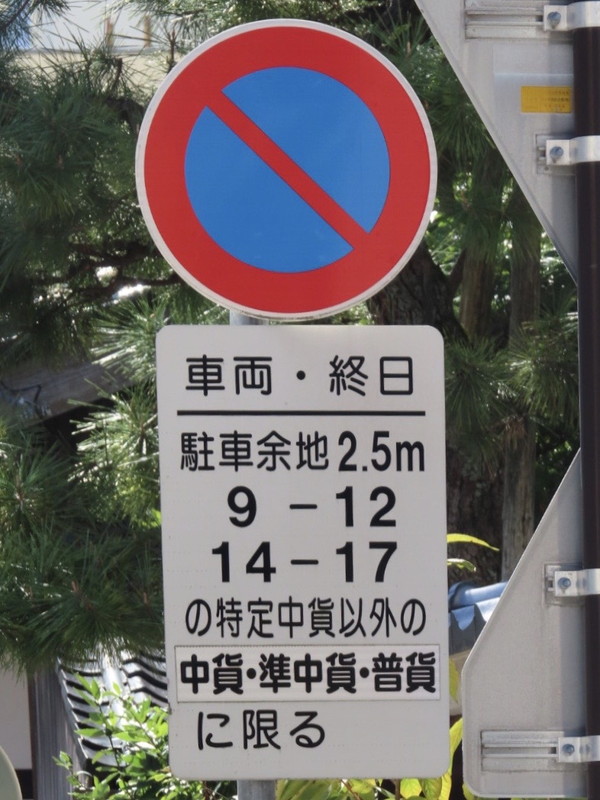 車両・終日
駐車余地2.5m
9-12
14-17
の特定中貨以外の
中貨・準中貨・普貨
に限る